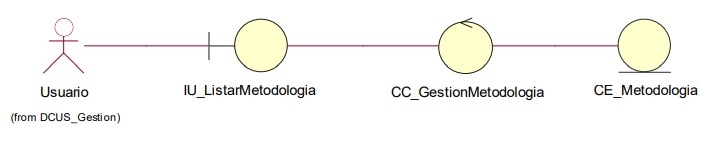 Usuario
IU_ListarMetodologia
CC_GestionMetodologia
CE_Metodologia
(from DCUS_Gestion)